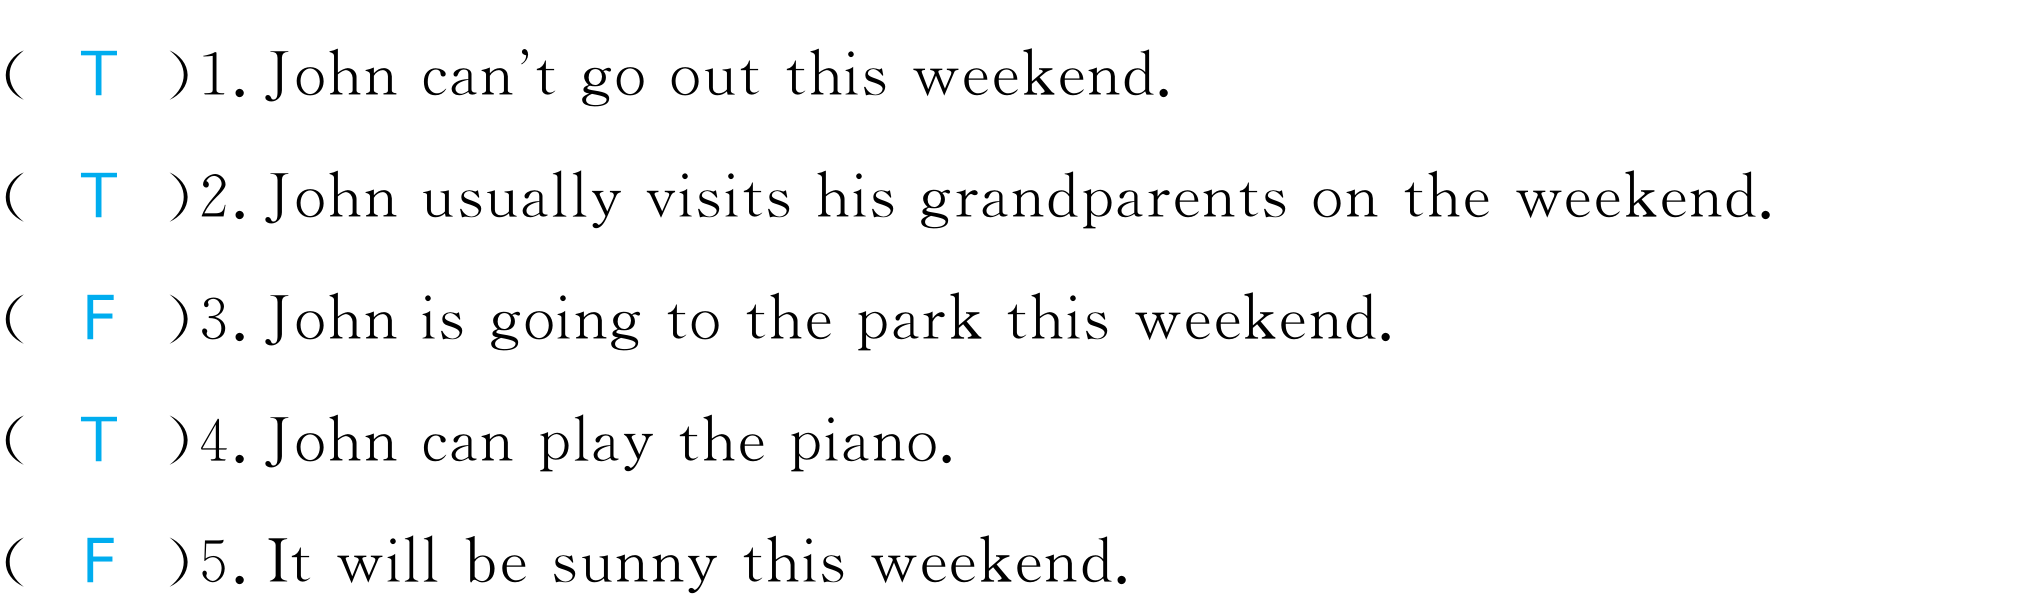 ( T )1. John can't go out this weekend.
( T )2. John usually visits his grandparents on the weekend.
( F )3. John is going to the park this weekend.
( T )4. John can play the piano.
( F )5. It will be sunny this weekend.